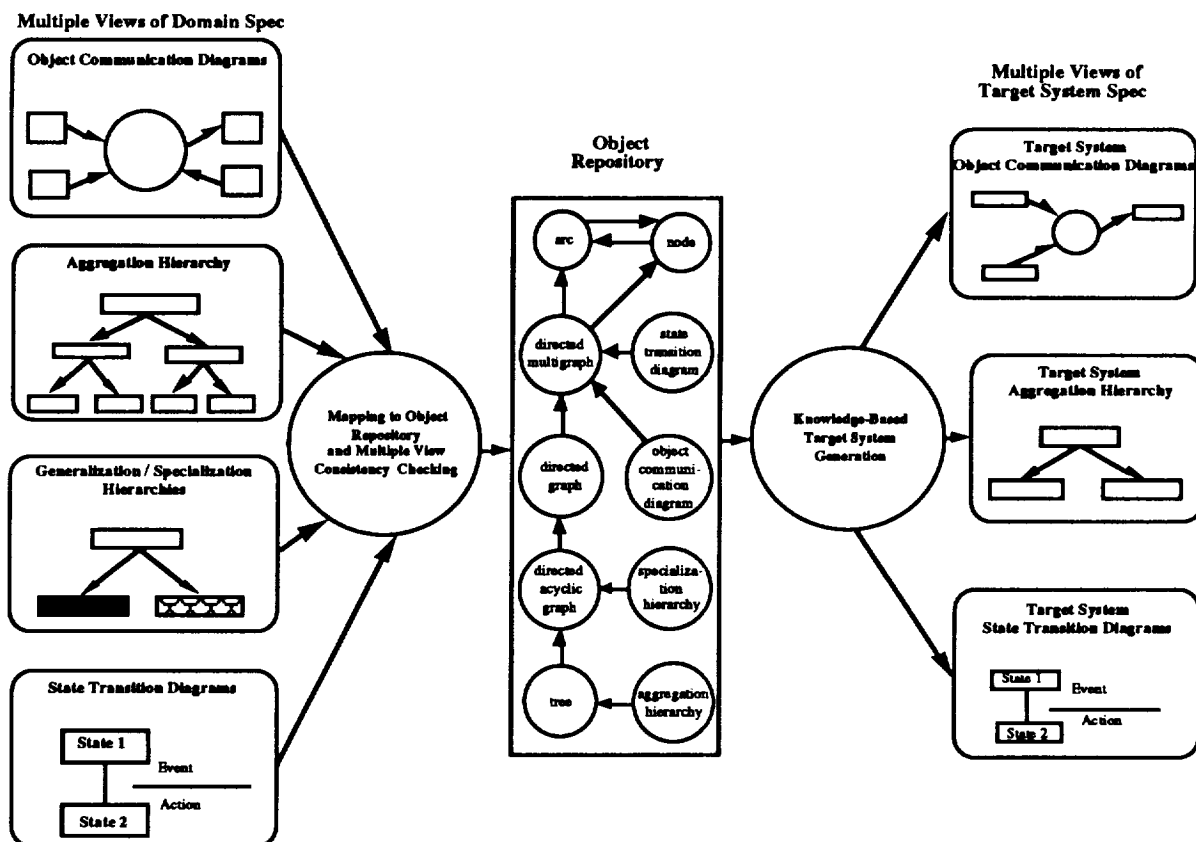 Multiple Views of Domain Spec
Object Communication Diagrams
Aggregation Hierarchy
Generalization / Specialization
Hierarchies
State Transition Diagrams
State 1
Event
Action
State 2
Mapping to Object
Repository
and Multiple View
Consistency Checking
Object
Repository
arc
node
directed
multigraph
state
transition
diagram
directed
graph
object
communi-
cation
diagram
directed
acyclic
graph
specializa-
tion
hierarchy
tree
aggregation
hierarchy
Knowledge-Based
Target System
Generation
Multiple Views of
Target System Spec
Target System
Object Communication Diagrams
Target System
Aggregation Hierarchy
Target System
State Transition Diagrams
State 1
Event
Action
State 2